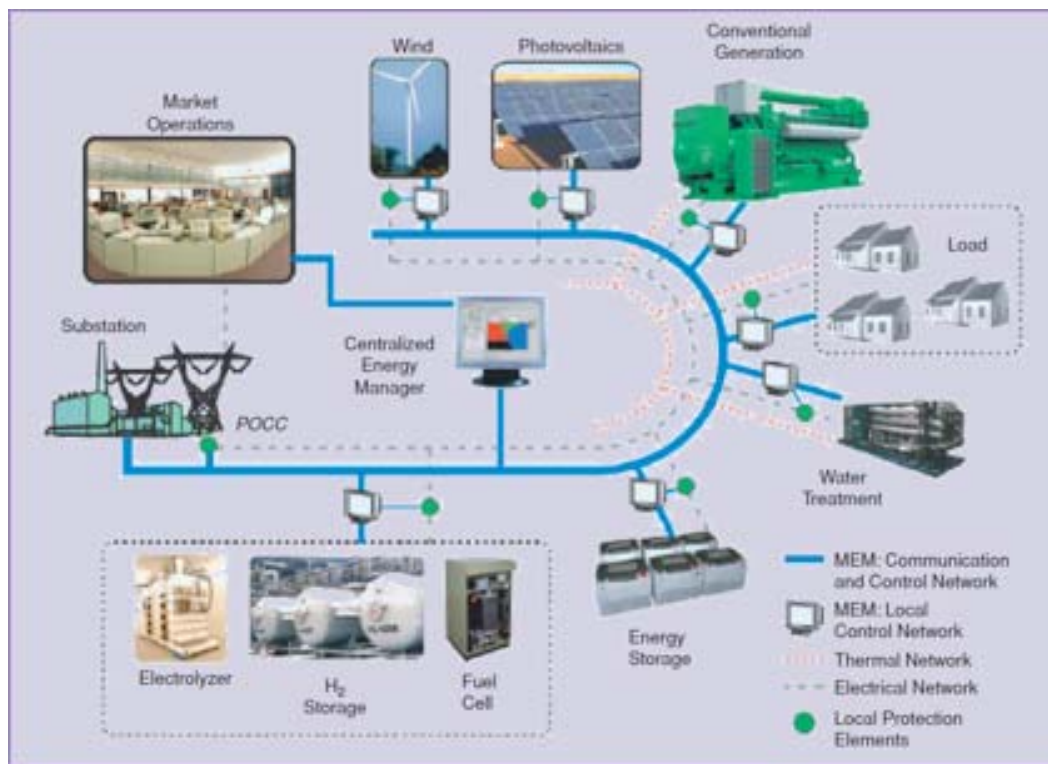 Wind
Photovoltaics
Conventional
Generation
Market
Operations
Load
Substation
Centralized
Energy
Manager
POCC
Water
Treatment
MEM: Communication
and Control Network
MEM: Local
Control Network
Energy
Storage
Thermal Network
Electrolyzer
H2
Storage
Fuel
Cell
Electrical Network
Local Protection
Elements